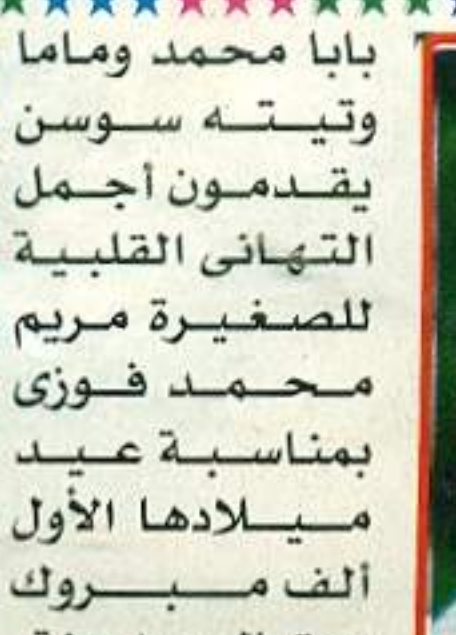 بابا محمد وماما
وتيته سوسن
يقدمون أجمل
التهانى القلبية
للصغيرة مريم
محمد فوزى
بمناسبة عيد
ميلادها الأول
ألف مبروك